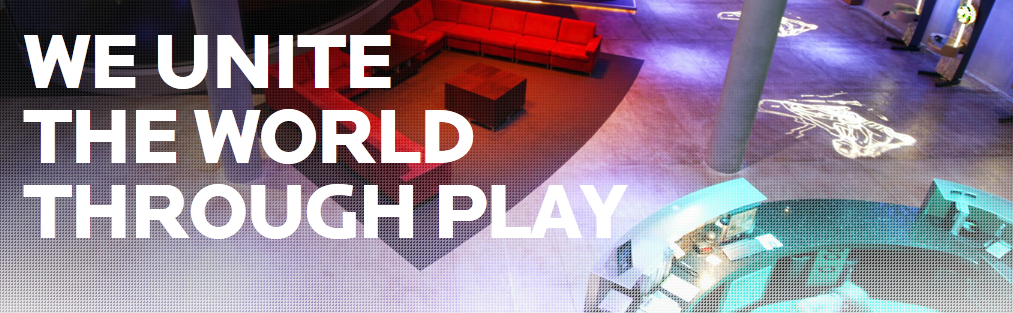 WE UNITE
THE WORLD
THROUGH PLAY